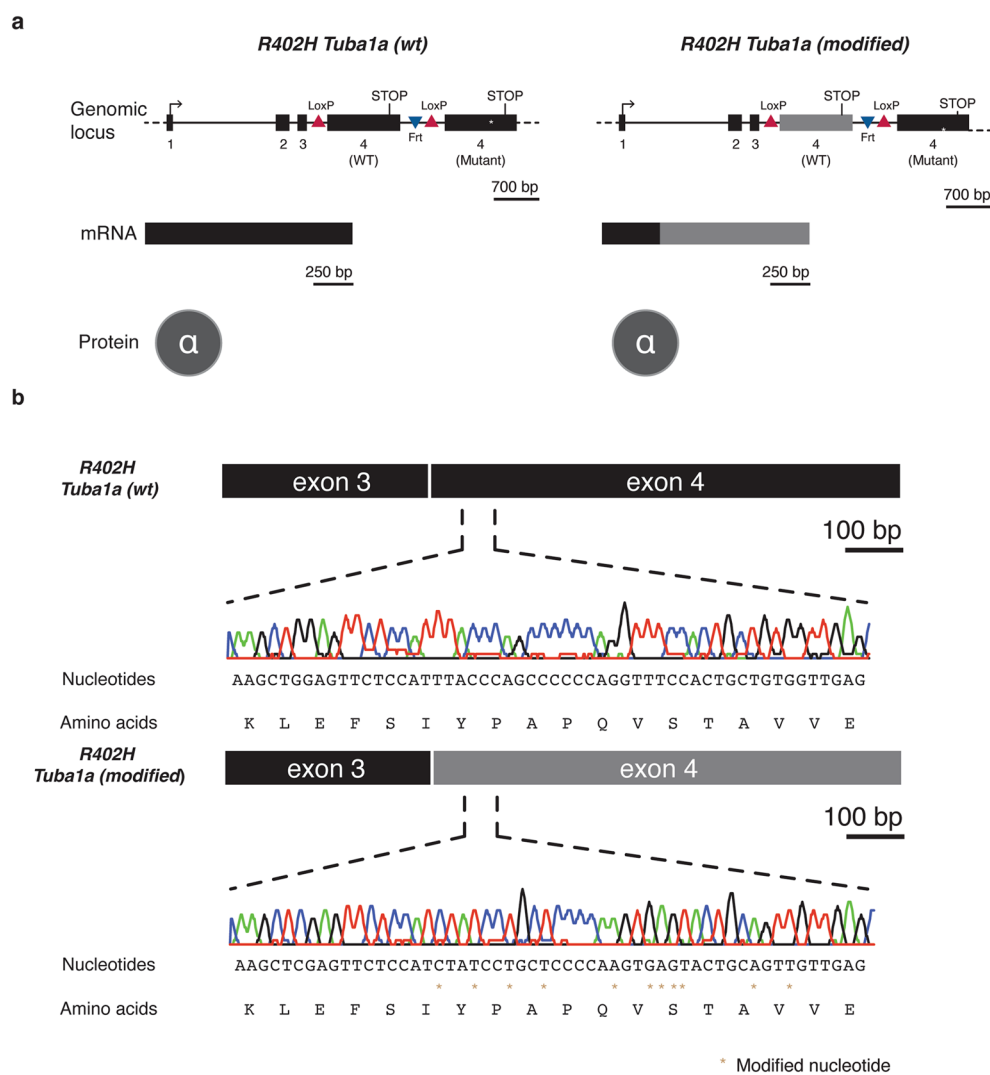 a
R402H Tuba1a (wt)
R402H Tuba1a (modified)
Genomic locus
LoxP
STOP
LoxP
STOP
1
2
3
4
(WT)
Frt
4
(Mutant)
*
700 bp
LoxP
STOP
LoxP
STOP
1
2
3
4
(WT)
Frt
4
(Mutant)
*
700 bp
mRNA
250 bp
250 bp
Protein
α
α
b
R402H
Tuba1a (wt)
exon 3
exon 4
100 bp
Nucleotides
AAGCTGGAGTTCTCCATTTACCCAGCCCCCCAGGTTTCCACTGCTGTGGTTGAG
Amino acids
K L E F S I Y P A P Q V S T A V V E
R402H
Tuba1a (modified)
exon 3
exon 4
100 bp
Nucleotides
AAGCTCGAGTTCTCCATCTATCCTGCTCCCCAAGTGAGTACTGCAGTTGTTGAG
* * * * * * * * * * *
Amino acids
K L E F S I Y P A P Q V S T A V V E
* Modified nucleotide